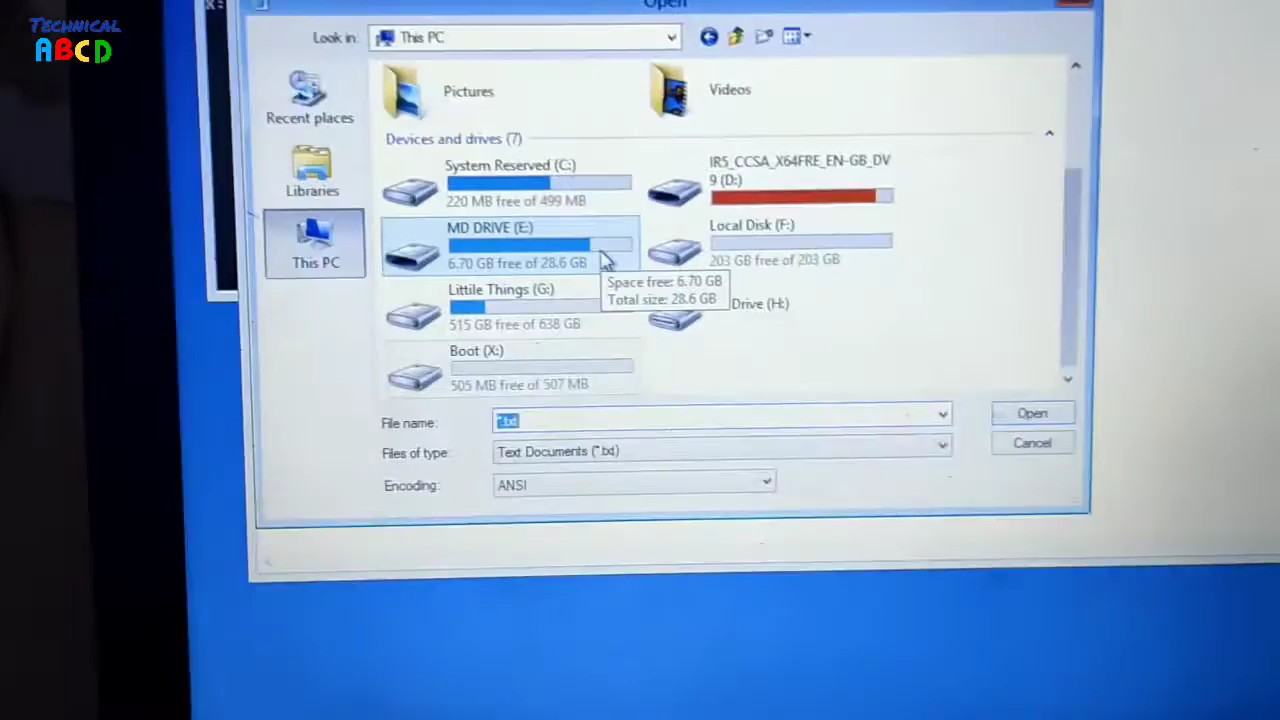 TECHNICAL
ABCD
Open
Look in:
This PC
Recent places
Libraries
This PC
Pictures
Videos
Devices and drives (7)
System Reserved (C:)
220 MB free of 499 MB
IR5_CCSA_X64FRE_EN-GB_DV
9 (D:)
MD DRIVE (E:)
6.70 GB free of 28.6 GB
Local Disk (F:)
203 GB free of 203 GB
Space free: 6.70 GB
Total size: 28.6 GB
Littile Things (G:)
515 GB free of 638 GB
Drive (H:)
Boot (X:)
505 MB free of 507 MB
File name:
*.txt
Open
Files of type:
Text Documents (*.txt)
Cancel
Encoding:
ANSI